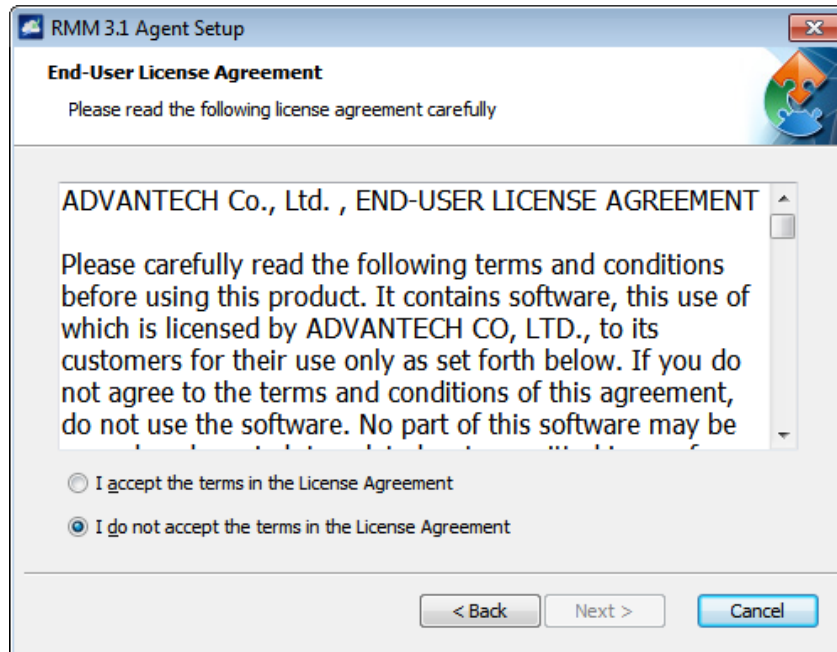 RMM 3.1 Agent Setup
End-User License Agreement
Please read the following license agreement carefully
ADVANTECH Co., Ltd. , END-USER LICENSE AGREEMENT
Please carefully read the following terms and conditions
before using this product. It contains software, this use of
which is licensed by ADVANTECH CO, LTD., to its
customers for their use only as set forth below. If you do
not agree to the terms and conditions of this agreement,
do not use the software. No part of this software may be
I accept the terms in the License Agreement
I do not accept the terms in the License Agreement
< Back
Next >
Cancel